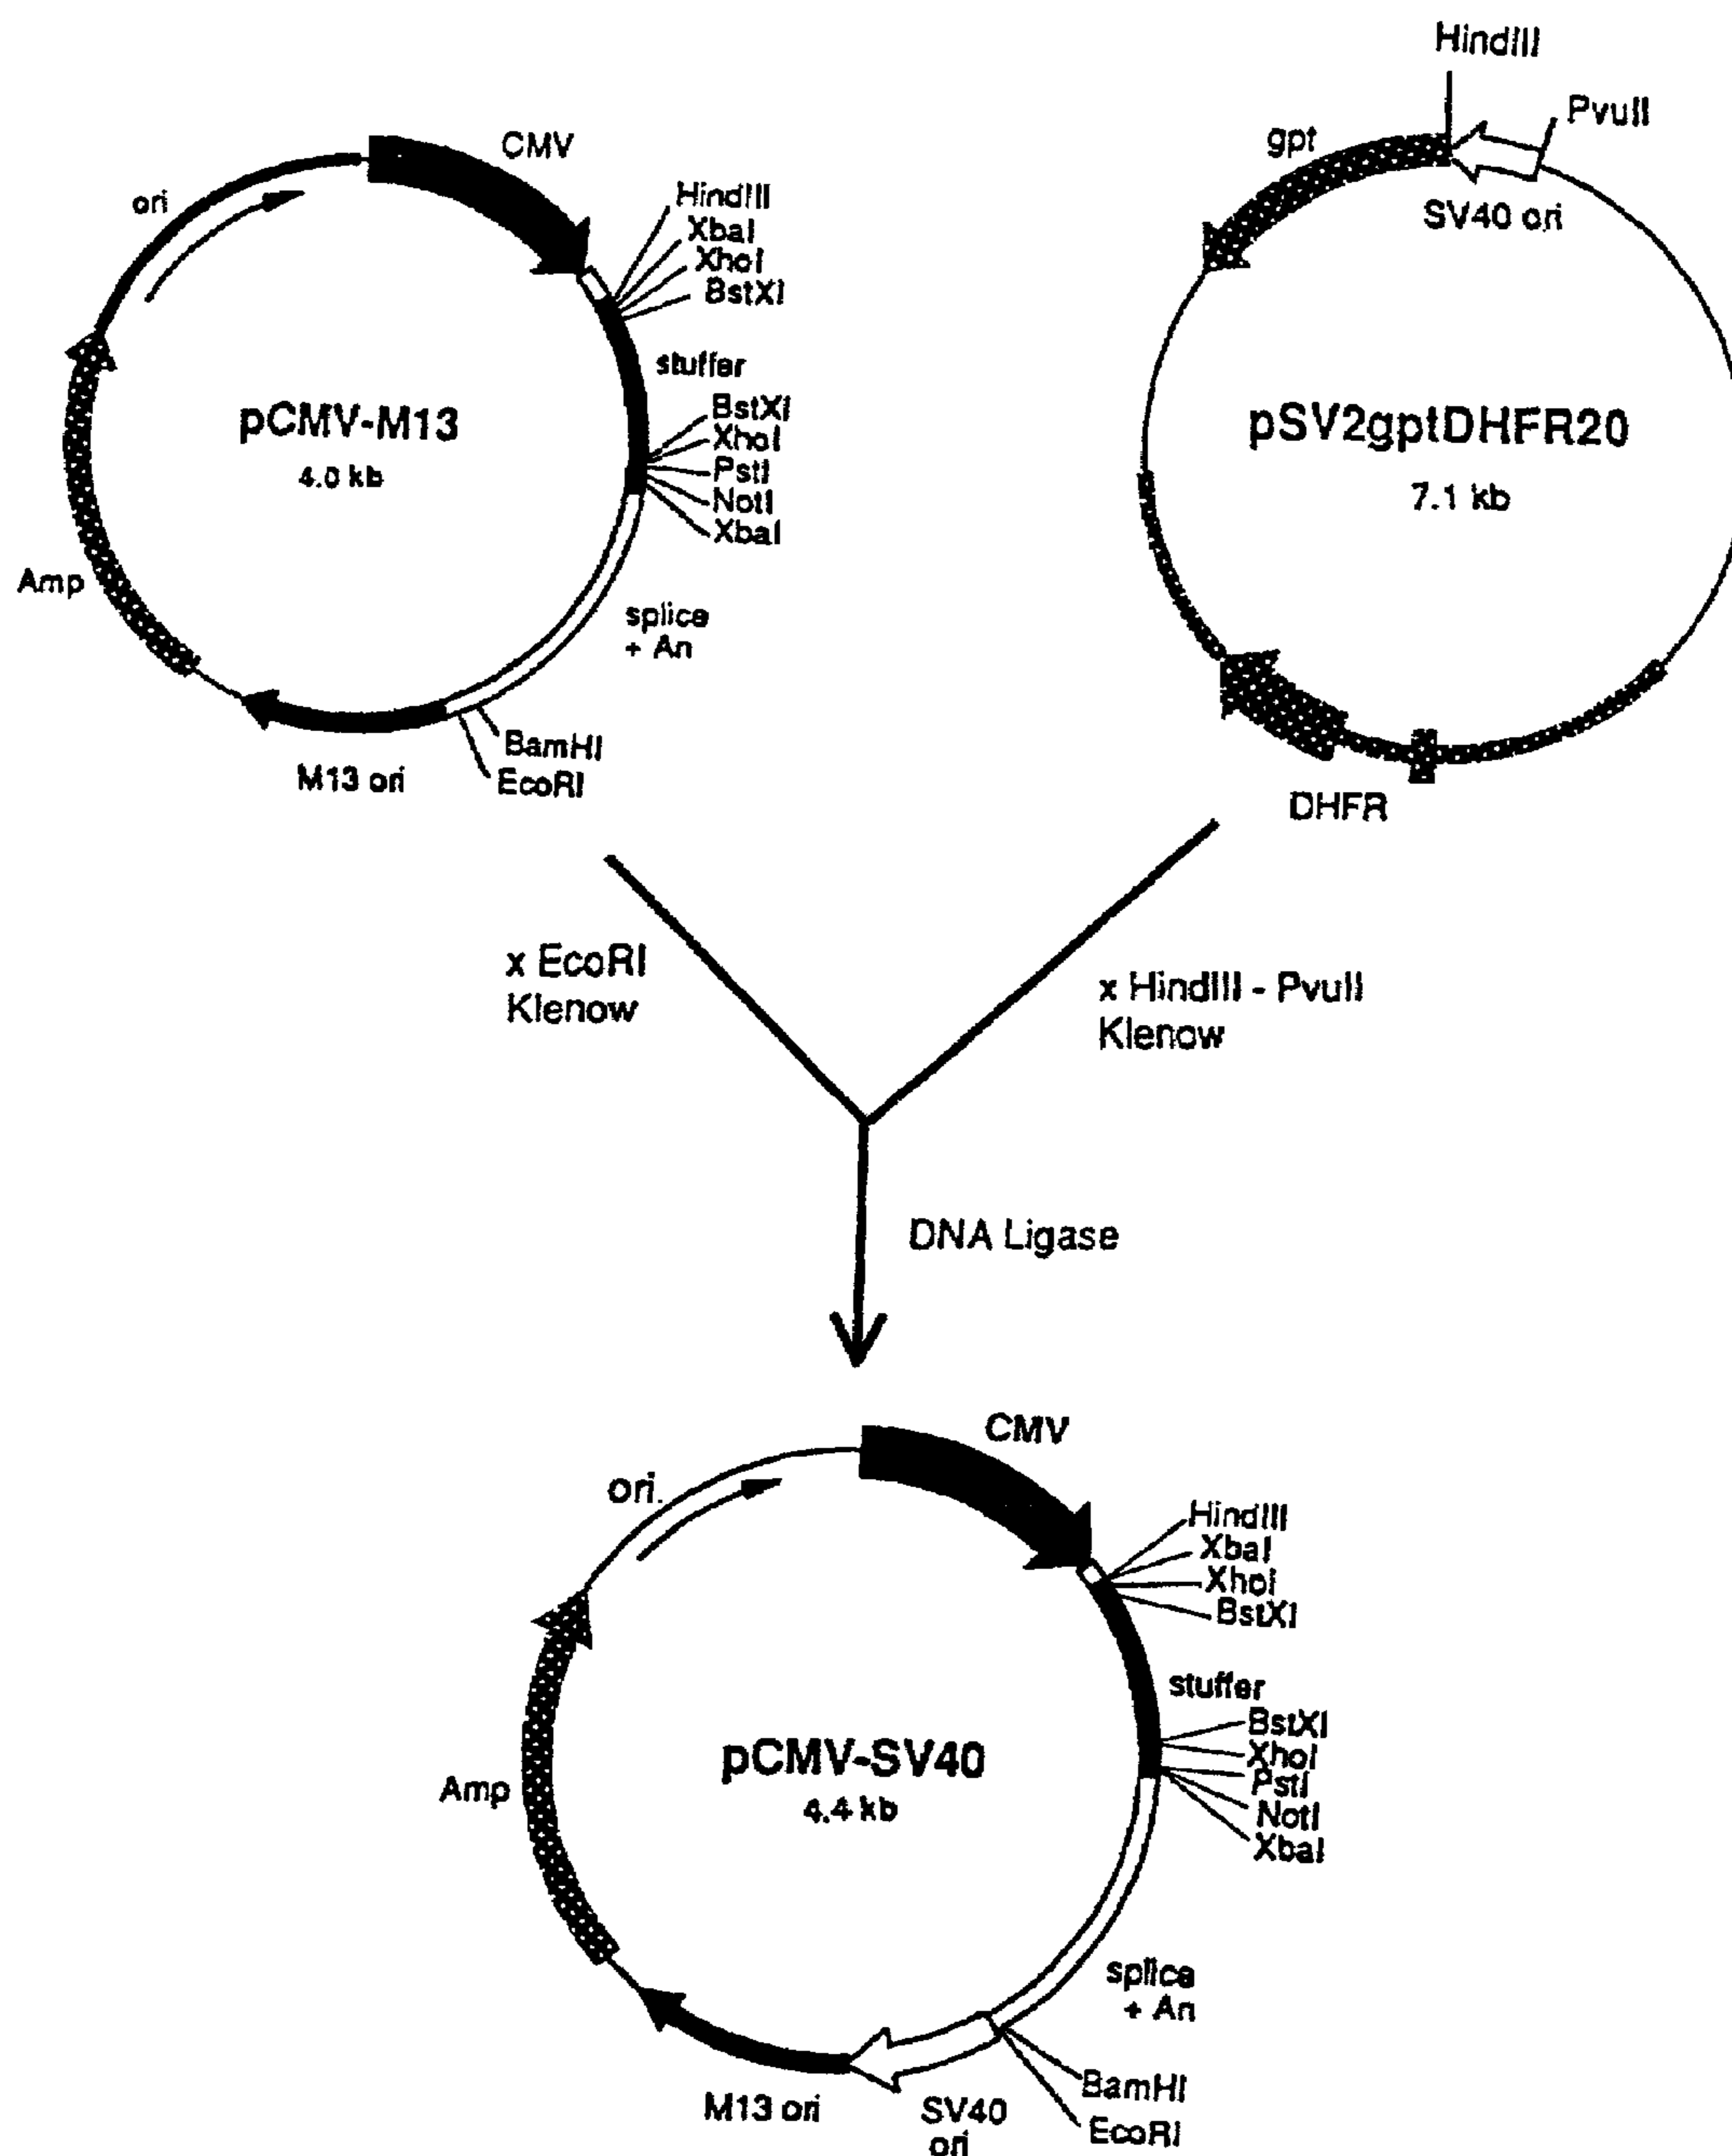 CMV
ori
HindIII
XbaI
XhoI
BstXI
stuffer
BstXI
XhoI
PstI
NotI
XbaI
pCMV-M13
4.0 kb
Amp
splice
+ An
BamHI
EcoRI
M13 ori
HindIII
PvuII
gpt
SV40 ori
pSV2gptDHFR20
7.1 kb
DHFR
x EcoRI
Klenow
x HindIII - PvuII
Klenow
DNA Ligase
CMV
ori.
HindIII
XbaI
XhoI
BstXI
stuffer
BstXI
XhoI
PstI
NotI
XbaI
pCMV-SV40
4.4 kb
Amp
splice
+ An
BamHI
EcoRI
M13 ori
SV40
ori